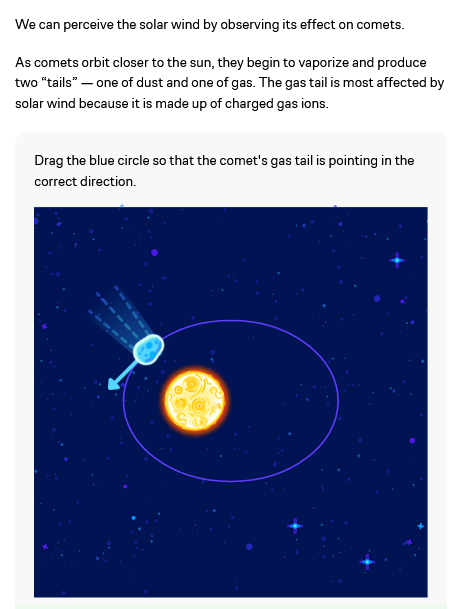 We can perceive the solar wind by observing its effect on comets.
As comets orbit closer to the sun, they begin to vaporize and produce
two “tails” — one of dust and one of gas. The gas tail is most affected by
solar wind because it is made up of charged gas ions.
Drag the blue circle so that the comet's gas tail is pointing in the
correct direction.